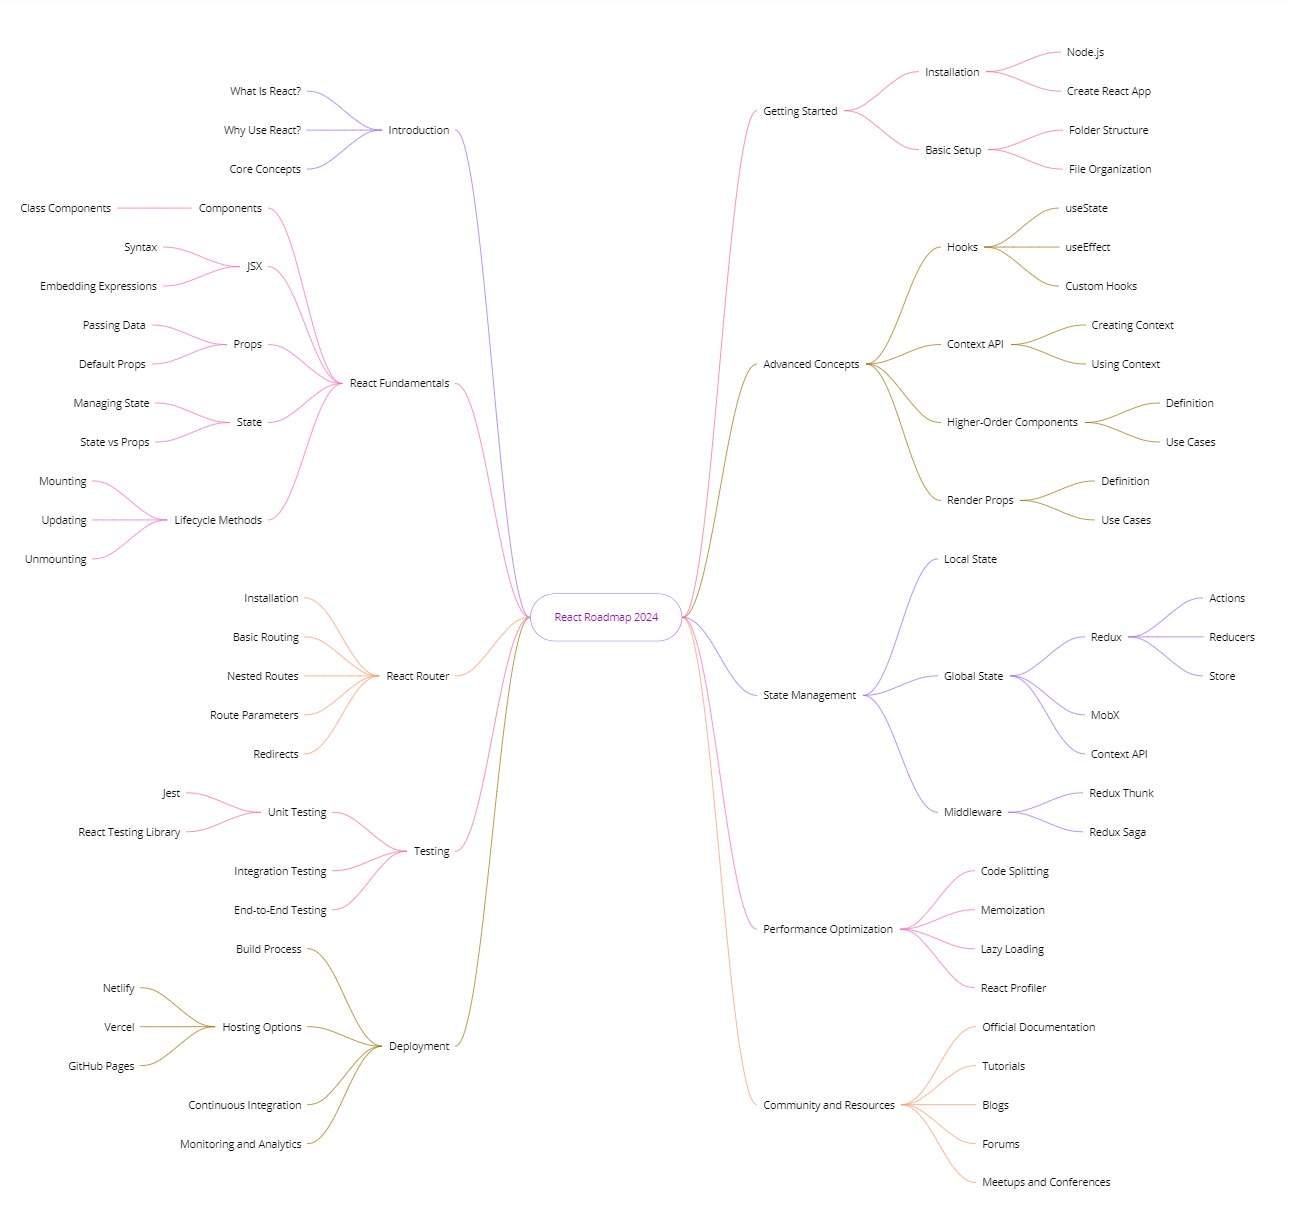 React Roadmap 2024
Introduction
What Is React?
Why Use React?
Core Concepts
React Fundamentals
Components
Class Components
JSX
Syntax
Embedding Expressions
Props
Passing Data
Default Props
State
Managing State
State vs Props
Lifecycle Methods
Mounting
Updating
Unmounting
React Router
Installation
Basic Routing
Nested Routes
Route Parameters
Redirects
Testing
Unit Testing
Jest
React Testing Library
Integration Testing
End-to-End Testing
Deployment
Build Process
Hosting Options
Netlify
Vercel
GitHub Pages
Continuous Integration
Monitoring and Analytics
Getting Started
Installation
Node.js
Create React App
Basic Setup
Folder Structure
File Organization
Advanced Concepts
Hooks
useState
useEffect
Custom Hooks
Context API
Creating Context
Using Context
Higher-Order Components
Definition
Use Cases
Render Props
Definition
Use Cases
State Management
Local State
Global State
Redux
Actions
Reducers
Store
MobX
Context API
Middleware
Redux Thunk
Redux Saga
Performance Optimization
Code Splitting
Memoization
Lazy Loading
React Profiler
Community and Resources
Official Documentation
Tutorials
Blogs
Forums
Meetups and Conferences